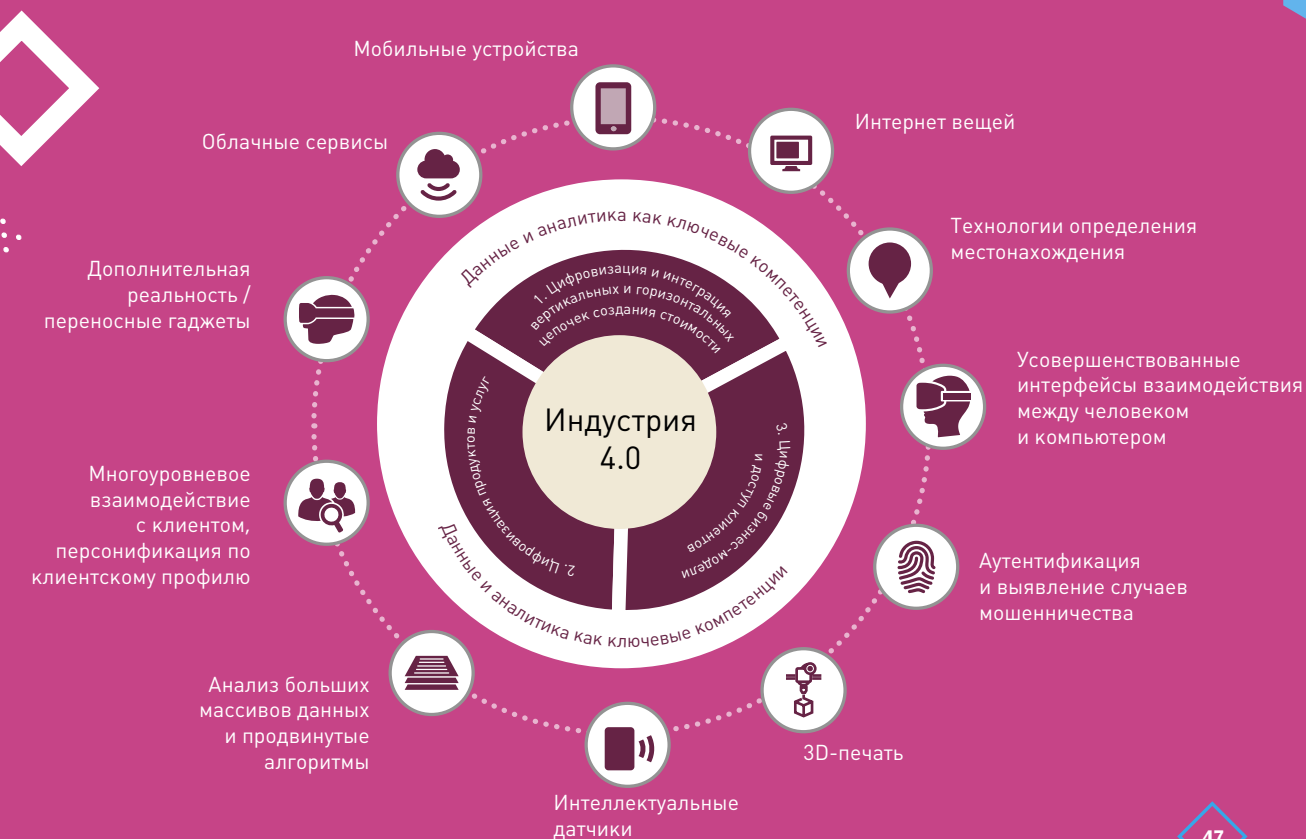 Мобильные устройства
Интернет вещей
Облачные сервисы
Технологии определения
местонахождения
Дополнительная
реальность /
переносные гаджеты
Усовершенствованные
интерфейсы взаимодействия
между человеком
и компьютером
Многоуровневое
взаимодействие
с клиентом,
персонификация по
клиентскому профилю
Аутентификация
и выявление случаев
мошенничества
Анализ больших
массивов данных
и продвинутые
алгоритмы
3D-печать
Интеллектуальные
датчики
Данные и аналитика как ключевые компетенции
1. Цифровизация и интеграция
вертикальных и горизонтальных
цепочек создания стоимости
2. Цифровизация продуктов и услуг
3. Цифровые бизнес-модели
и доступ клиентов
Индустрия
4.0
Данные и аналитика как ключевые компетенции
47